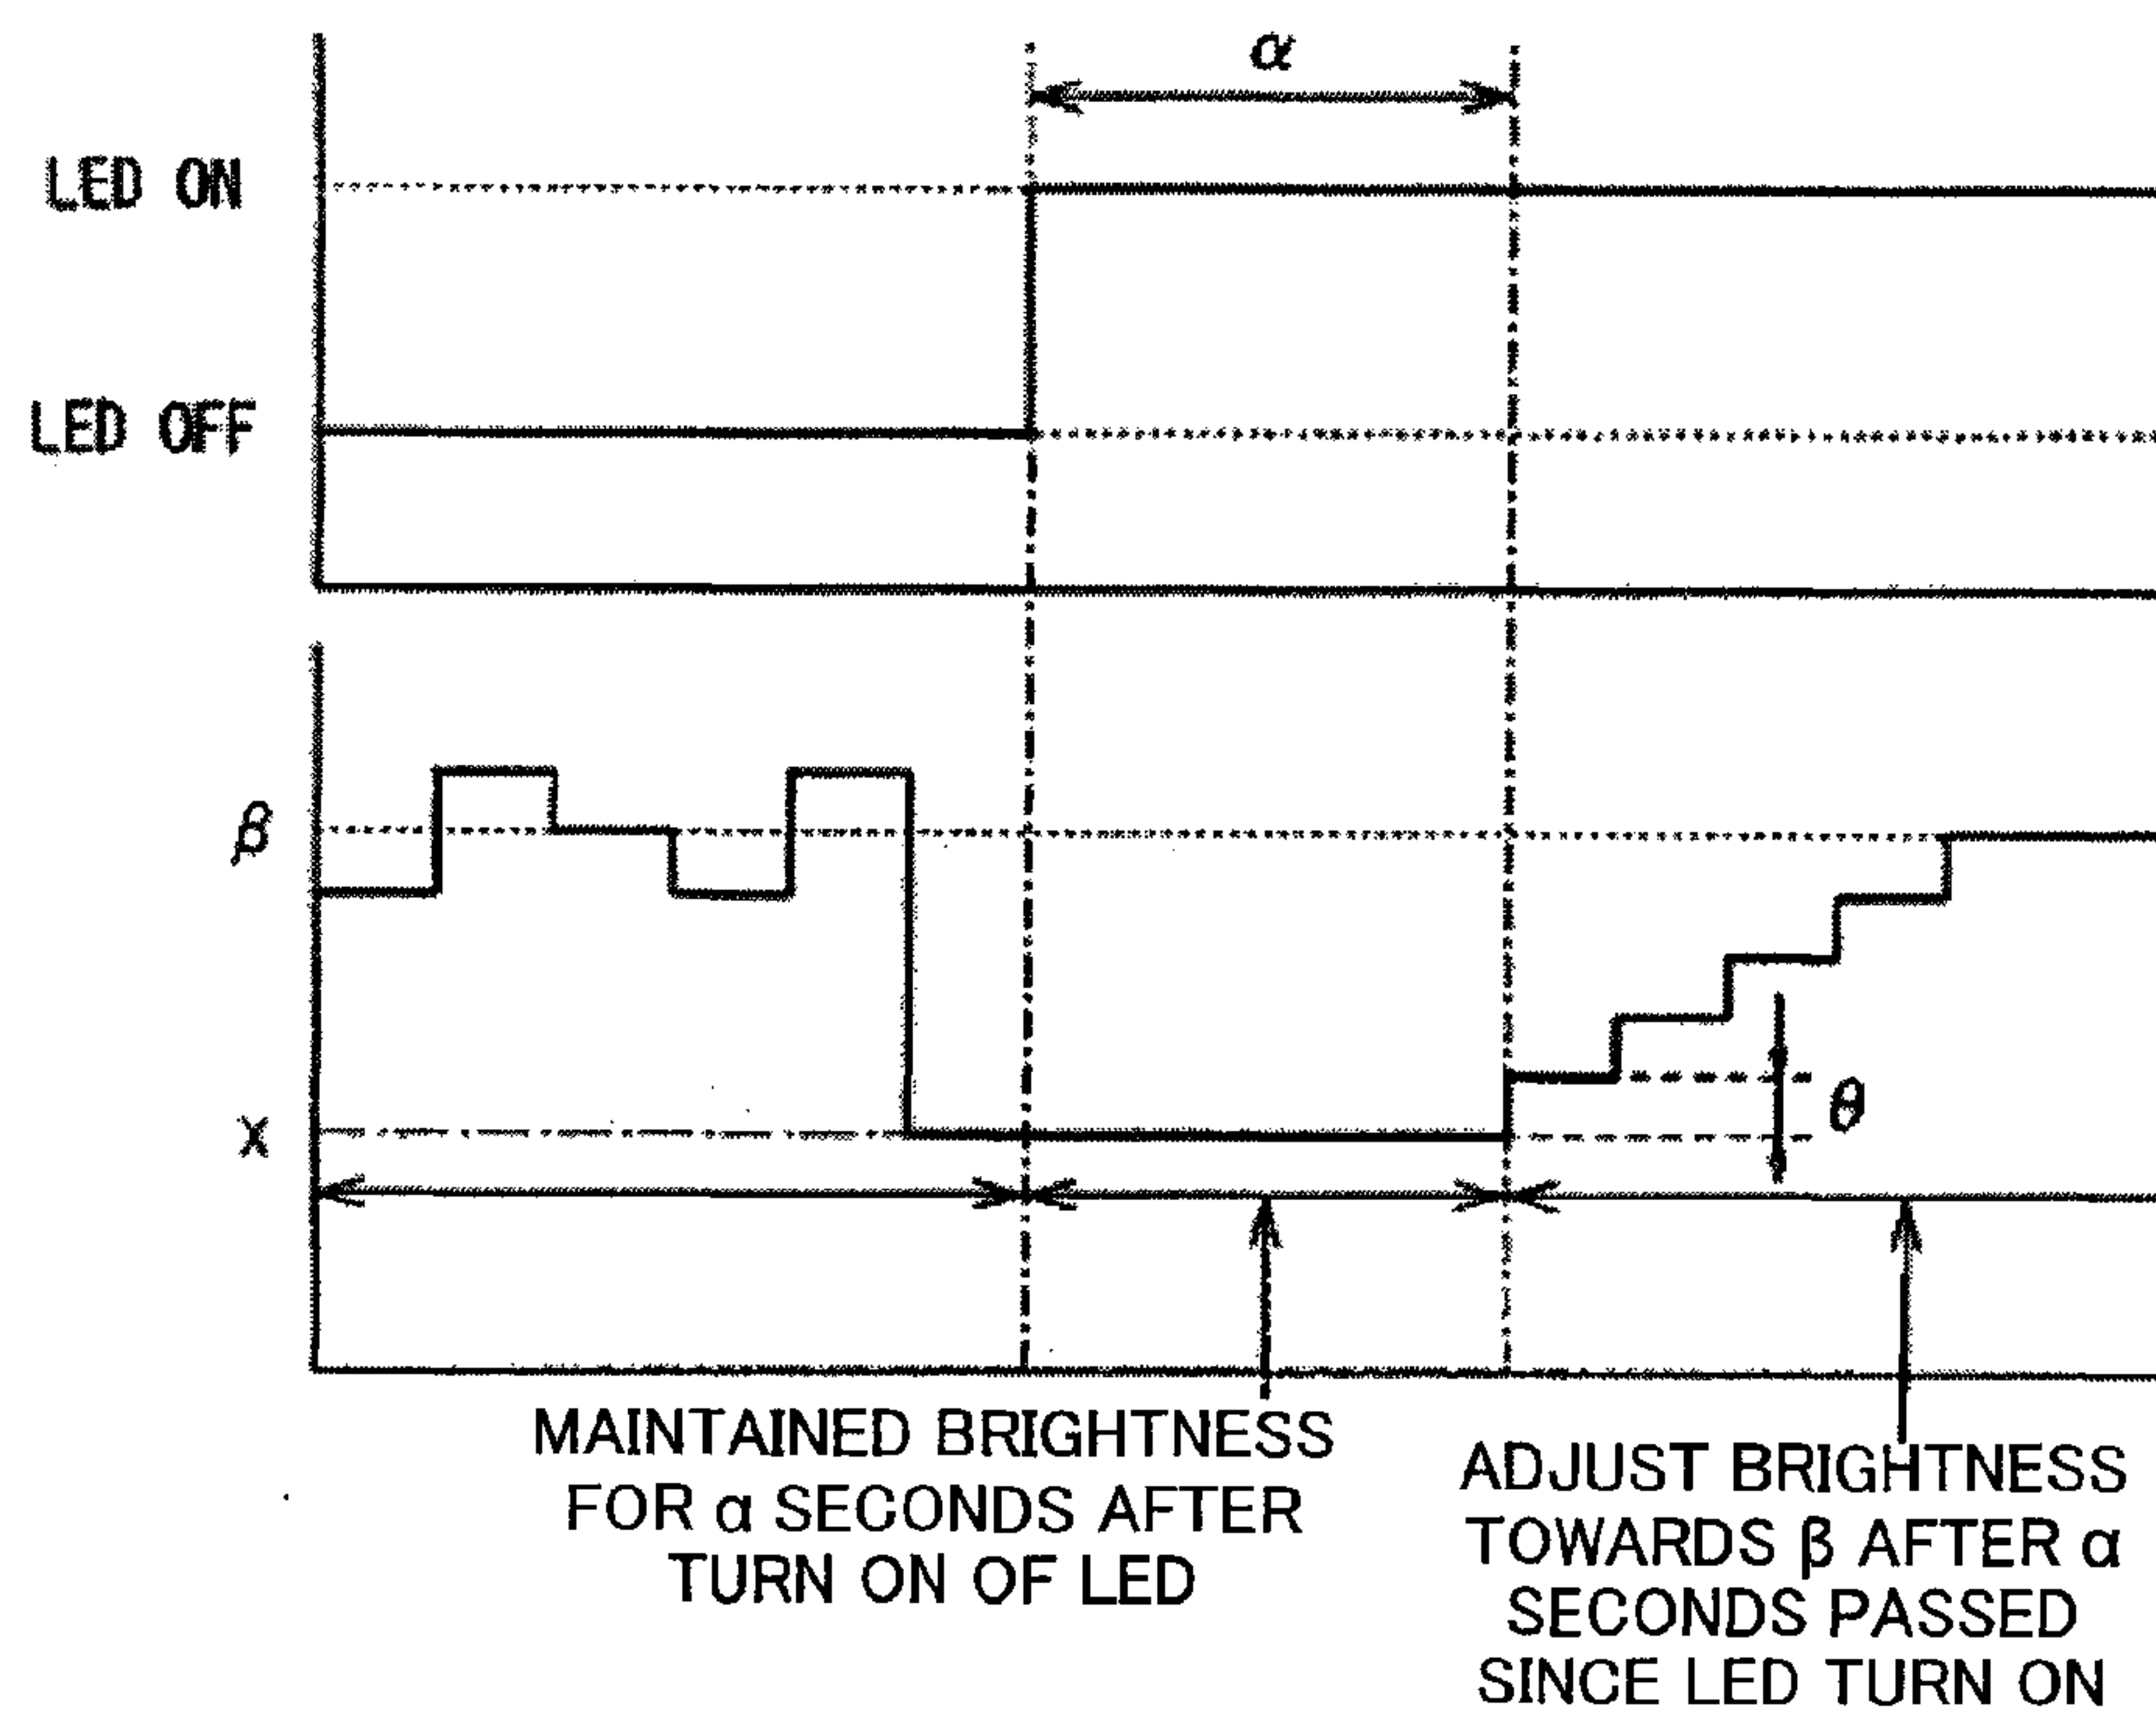 α
LED ON
LED OFF
β
X
θ
MAINTAINED BRIGHTNESS
FOR α SECONDS AFTER
TURN ON OF LED
ADJUST BRIGHTNESS
TOWARDS β AFTER α
SECONDS PASSED
SINCE LED TURN ON